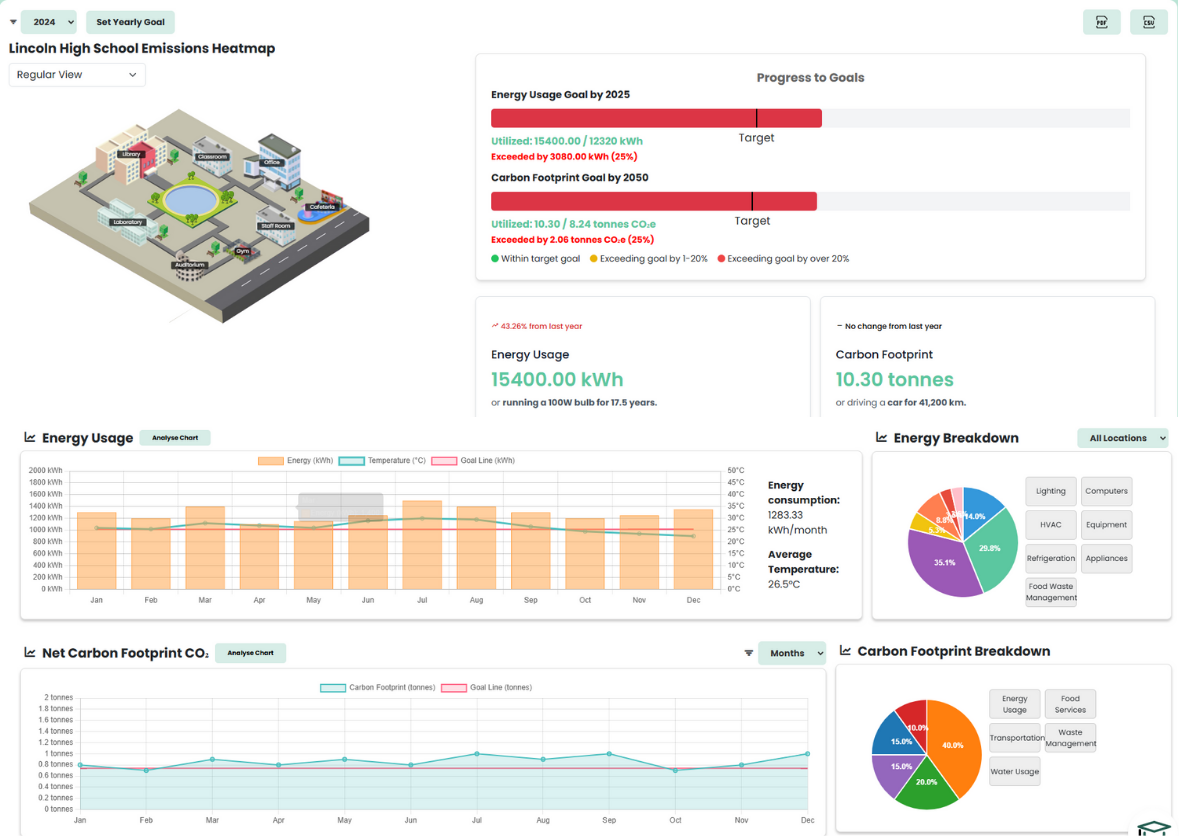 2024
Set Yearly Goal
PDF
CSV
Lincoln High School Emissions Heatmap
Regular View
Library
Classroom
Office
Cafeteria
Laboratory
Staff Room
Gym
Auditorium
Progress to Goals
Energy Usage Goal by 2025
Target
Utilized: 15400.00 / 12320 kWh
Exceeded by 3080.00 kWh (25%)
Carbon Footprint Goal by 2050
Target
Utilized: 10.30 / 8.24 tonnes CO₂e
Exceeded by 2.06 tonnes CO₂e (25%)
Within target goal Exceeding goal by 1-20% Exceeding goal by over 20%
43.26% from last year
Energy Usage
15400.00 kWh
or running a 100W bulb for 17.5 years.
No change from last year
Carbon Footprint
10.30 tonnes
or driving a car for 41,200 km.
Energy Usage
Analyse Chart
Energy (kWh) Temperature (°C) Goal Line (kWh)
2000 kWh
1800 kWh
1600 kWh
1400 kWh
1200 kWh
1000 kWh
800 kWh
600 kWh
400 kWh
200 kWh
0 kWh
50°C
45°C
40°C
35°C
30°C
25°C
20°C
15°C
10°C
5°C
0°C
Jan Feb Mar Apr May Jun Jul Aug Sep Oct Nov Dec
Energy
consumption:
1283.33
kWh/month
Average
Temperature:
26.5°C
Energy Breakdown
All Locations
14.0%
29.8%
35.1%
5.3%
8.8%
Lighting
Computers
HVAC
Equipment
Refrigeration
Appliances
Food Waste
Management
Net Carbon Footprint CO₂
Analyse Chart
Months
Carbon Footprint (tonnes) Goal Line (tonnes)
2 tonnes
1.8 tonnes
1.6 tonnes
1.4 tonnes
1.2 tonnes
1 tonnes
0.8 tonnes
0.6 tonnes
0.4 tonnes
0.2 tonnes
0 tonnes
Jan Feb Mar Apr May Jun Jul Aug Sep Oct Nov Dec
Carbon Footprint Breakdown
40.0%
20.0%
15.0%
15.0%
10.0%
Energy
Usage
Food
Services
Transportation
Waste
Management
Water Usage